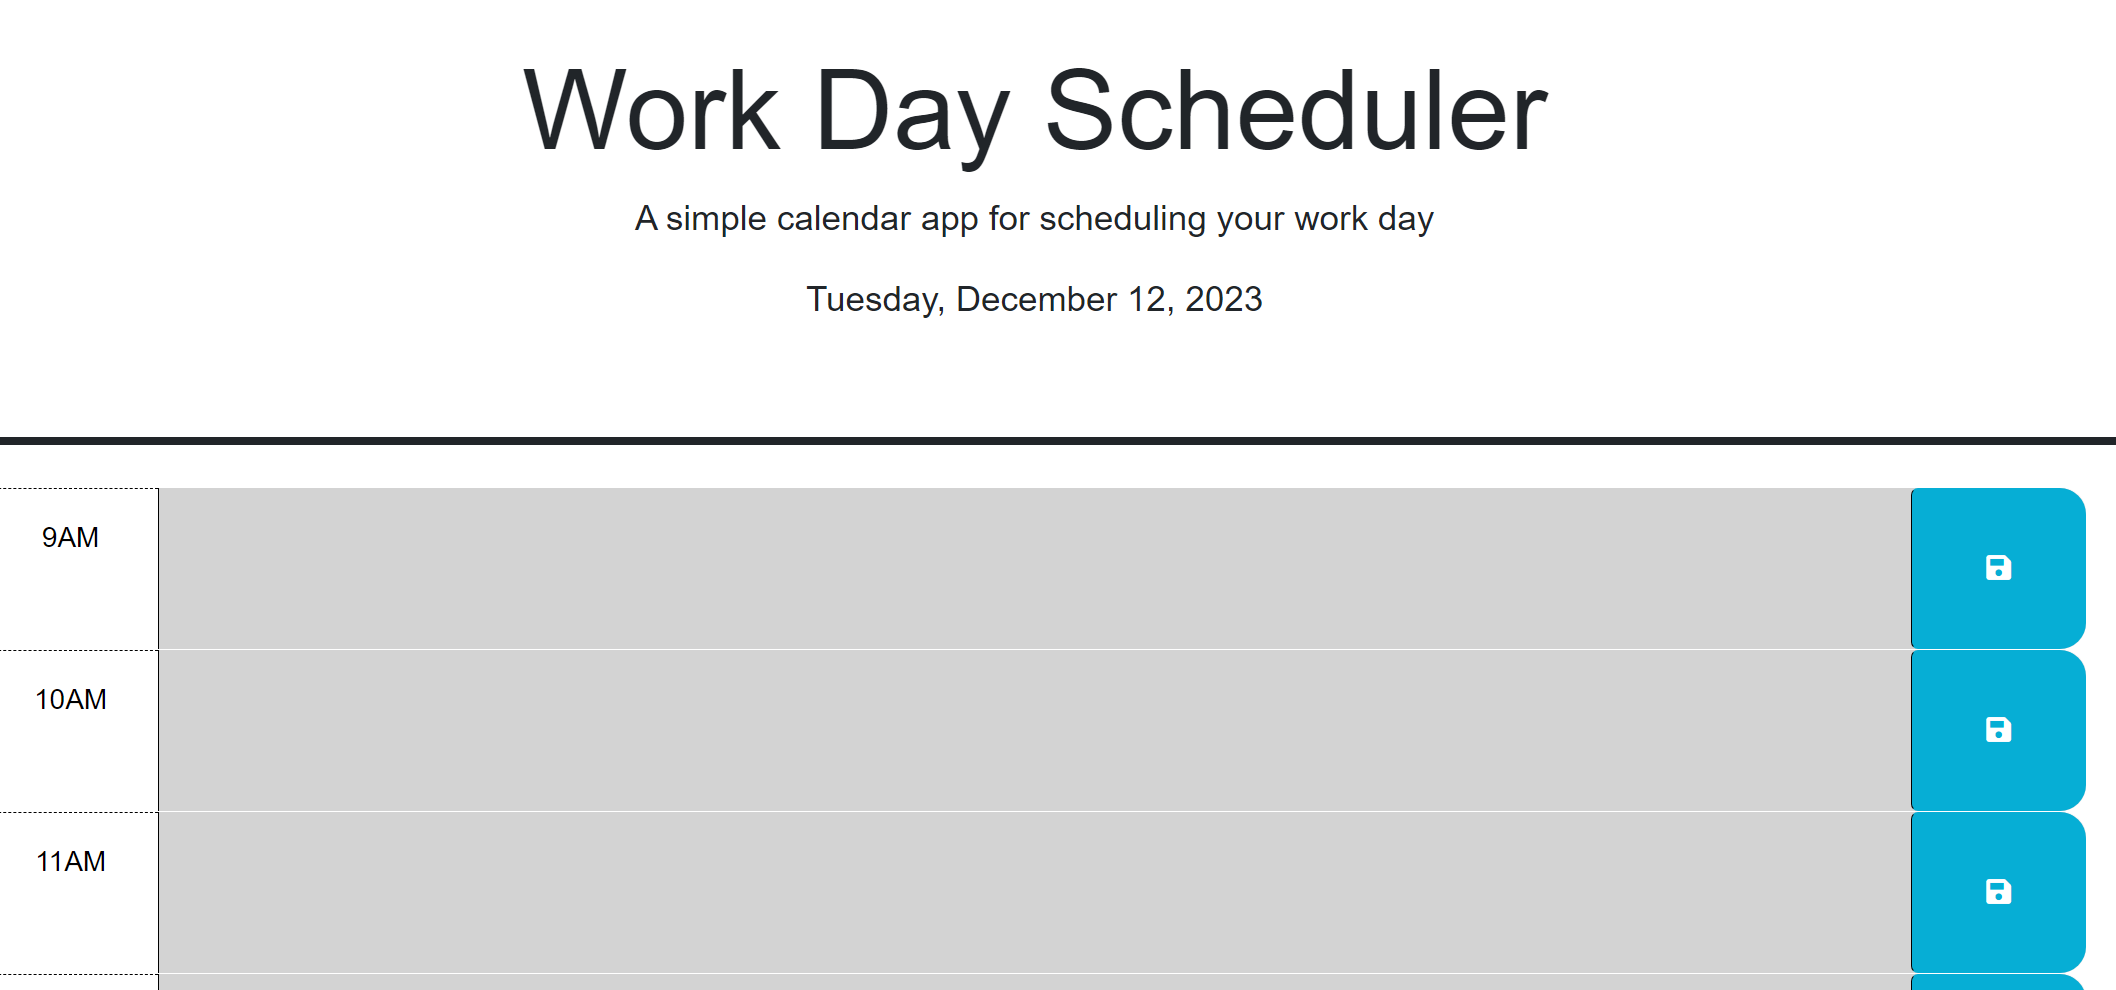 Work Day Scheduler
A simple calendar app for scheduling your work day
Tuesday, December 12, 2023
9AM
10AM
11AM